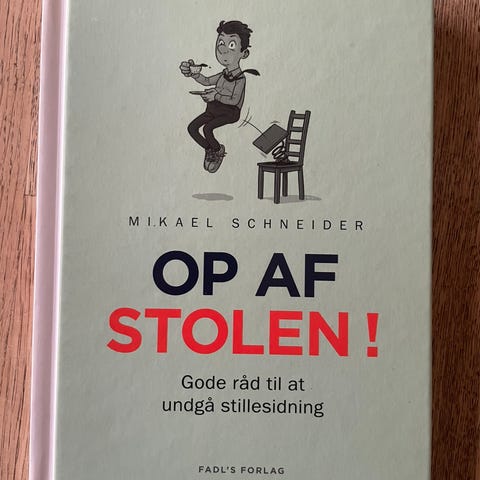 MIKAEL SCHNEIDER
OP AF
STOLEN!
Gode råd til at
undgå stillesidning
FADL'S FORLAG